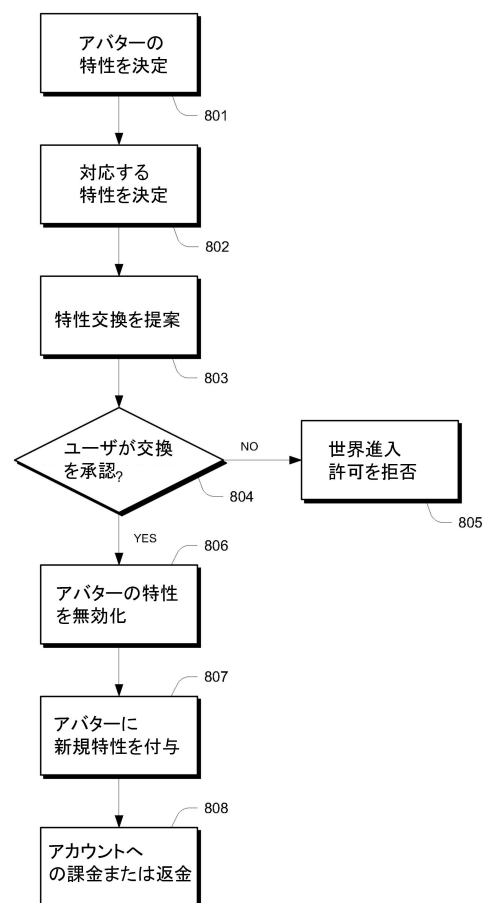 アバターの
特性を決定
801
対応する
特性を決定
802
特性交換を提案
803
ユーザが交換
を承認?
804
NO
世界進入
許可を拒否
805
YES
806
アバターの特性
を無効化
807
アバターに
新規特性を付与
808
アカウントへ
の課金または返金